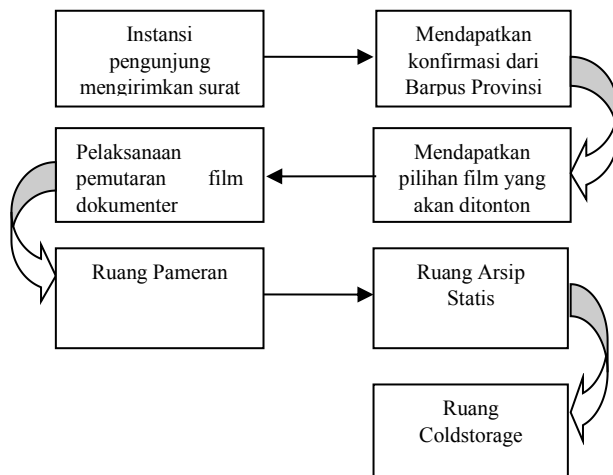 Instansi
pengunjung
mengirimkan surat
Mendapatkan
konfirmasi dari
Barpus Provinsi
Mendapatkan
pilihan film yang
akan ditonton
Pelaksanaan
pemutaran film
dokumenter
Ruang Pameran
Ruang Arsip
Statis
Ruang
Coldstorage